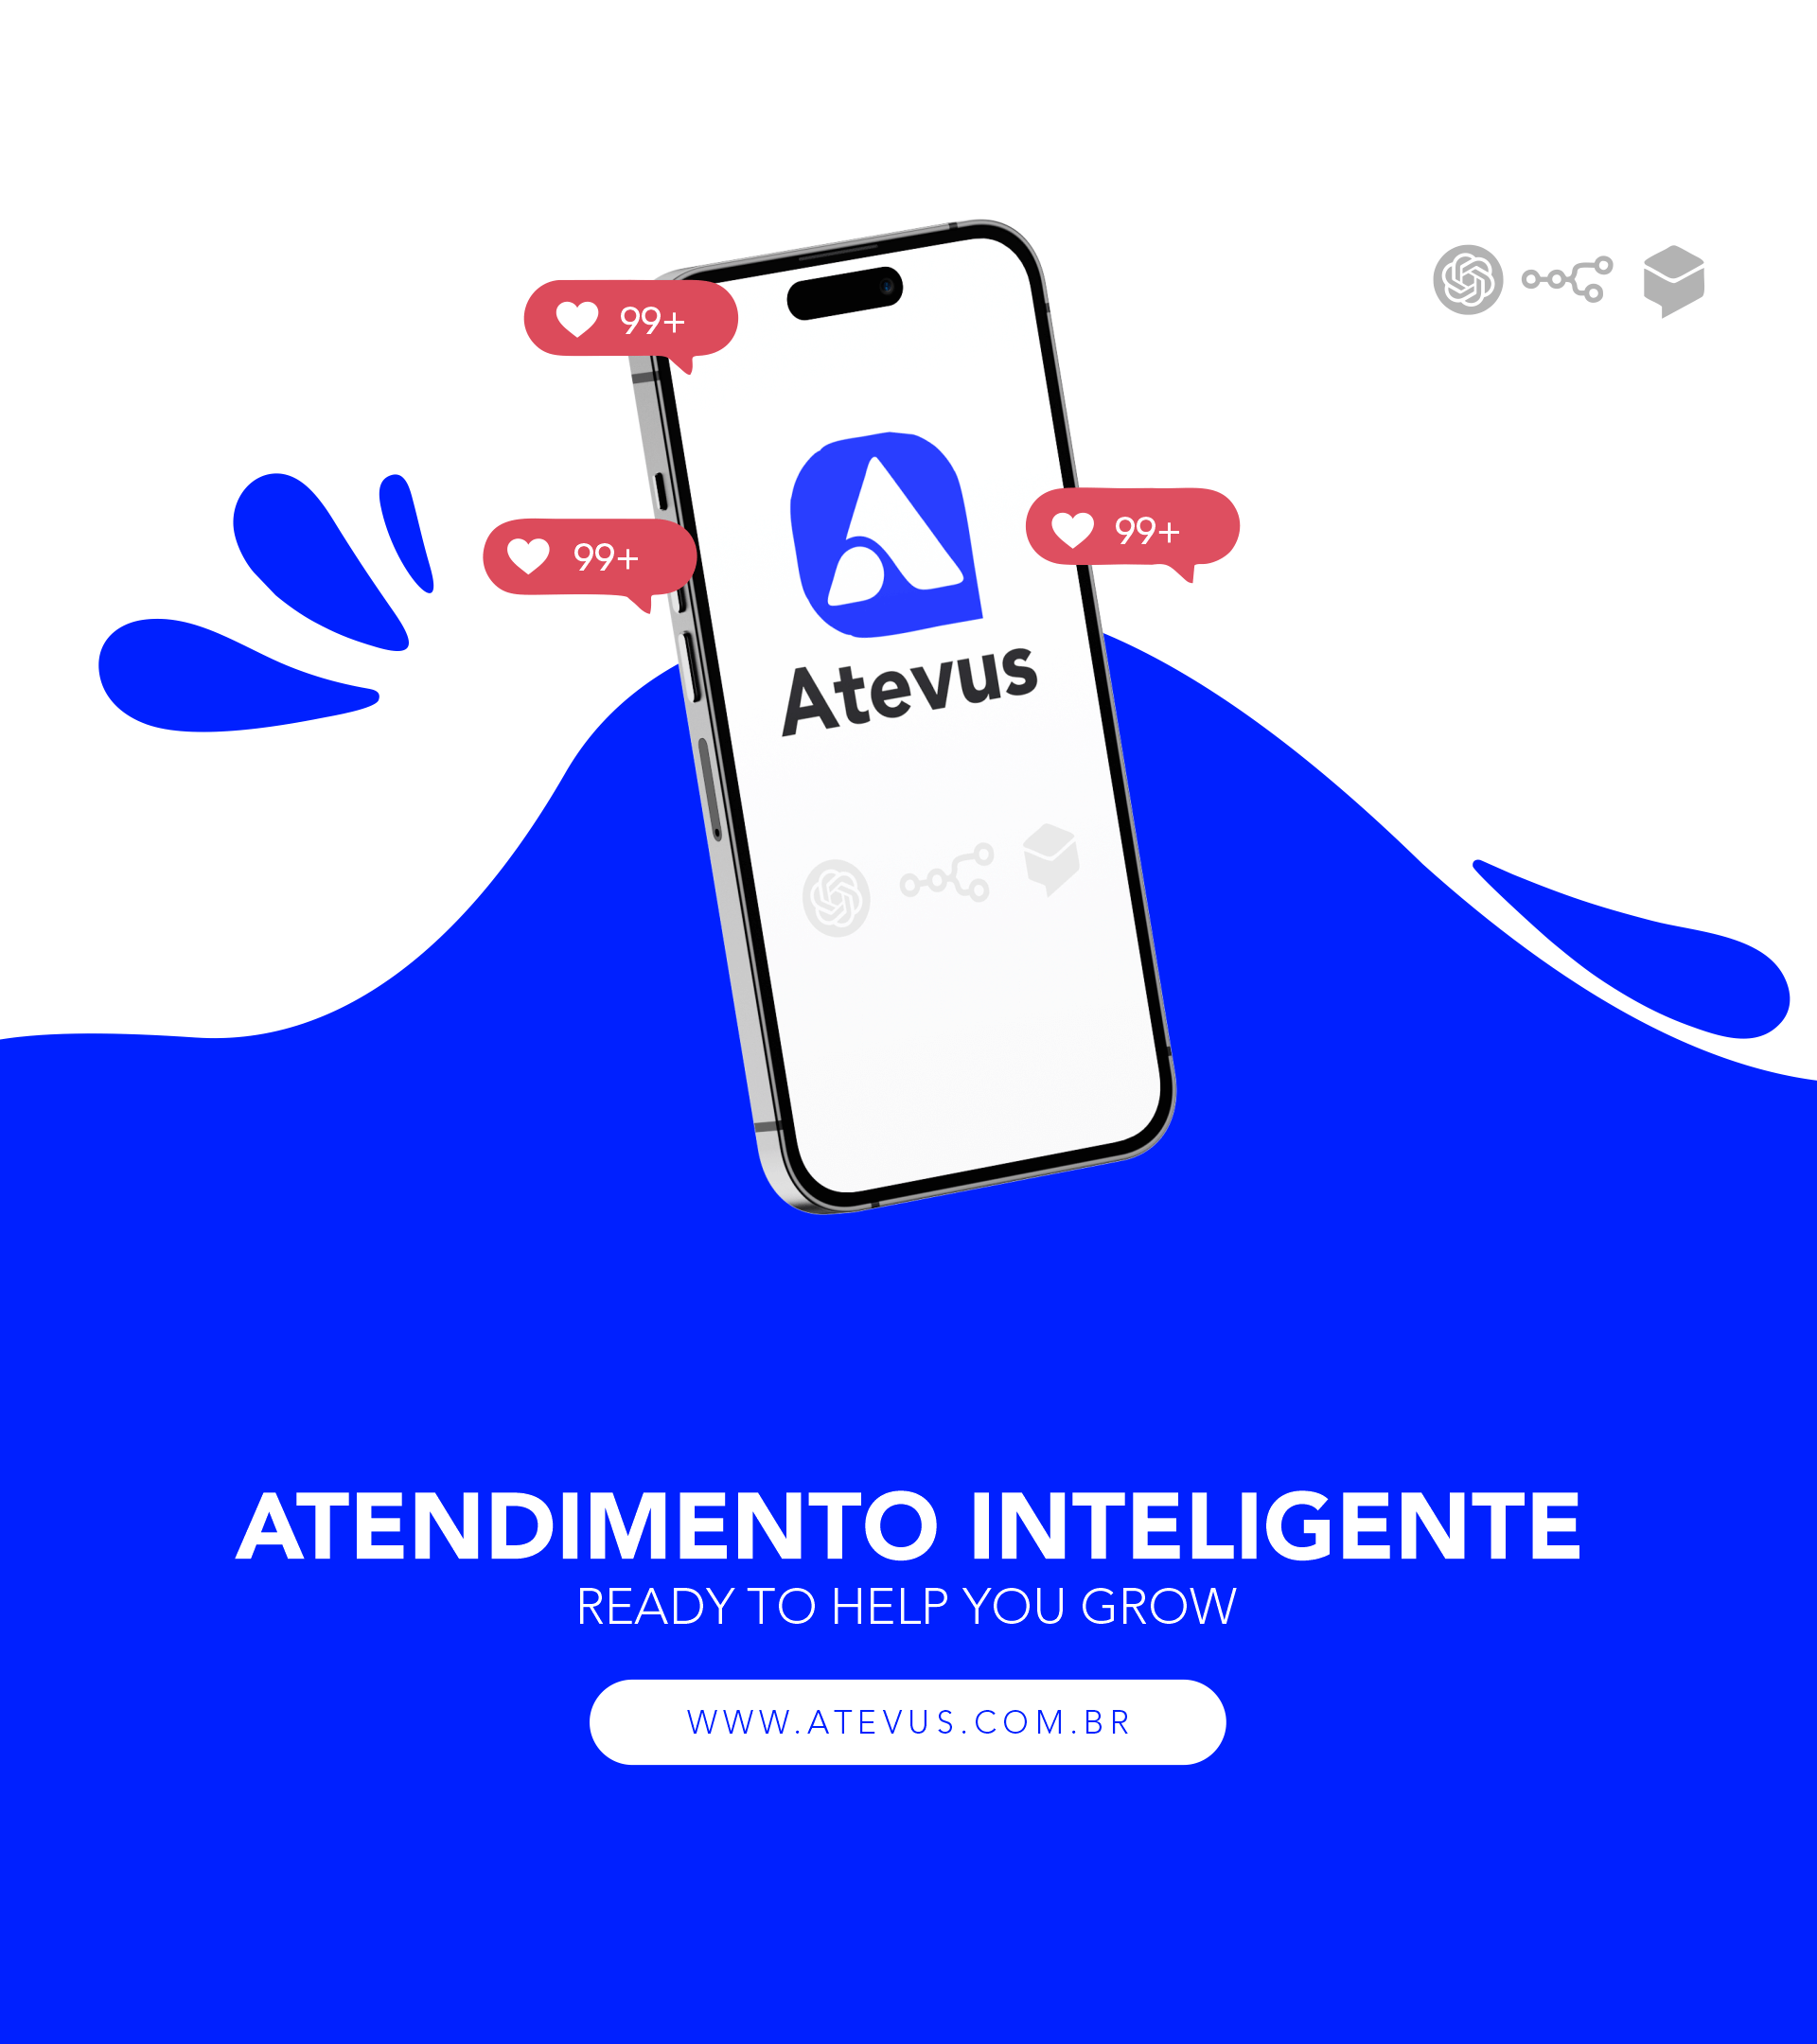 99+
99+
99+
Atevus
ATENDIMENTO INTELIGENTE
READY TO HELP YOU GROW
WWW.ATEVUS.COM.BR